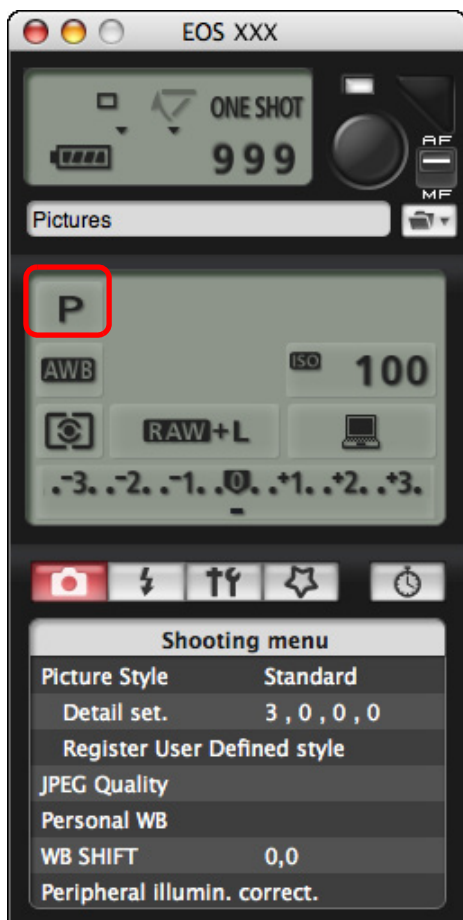 EOS XXX
ONE SHOT
999
AF
MF
Pictures
P
AWB
ISO 100
RAW+L
.-3. .-2. .-1. .0. .+1. .+2. .+3.
Shooting menu
Picture Style Standard
Detail set. 3 , 0 , 0 , 0
Register User Defined style
JPEG Quality
Personal WB
WB SHIFT 0,0
Peripheral illumin. correct.